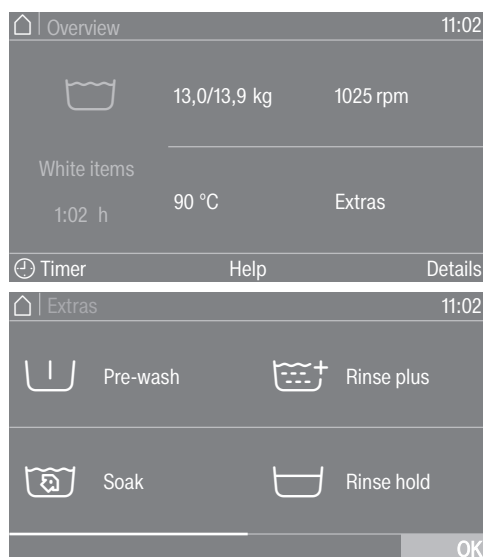 Overview 11:02
13,0/13,9 kg 1025 rpm
White items
1:02 h
90 °C Extras
Timer Help Details
Extras 11:02
Pre-wash Rinse plus
Soak Rinse hold
OK